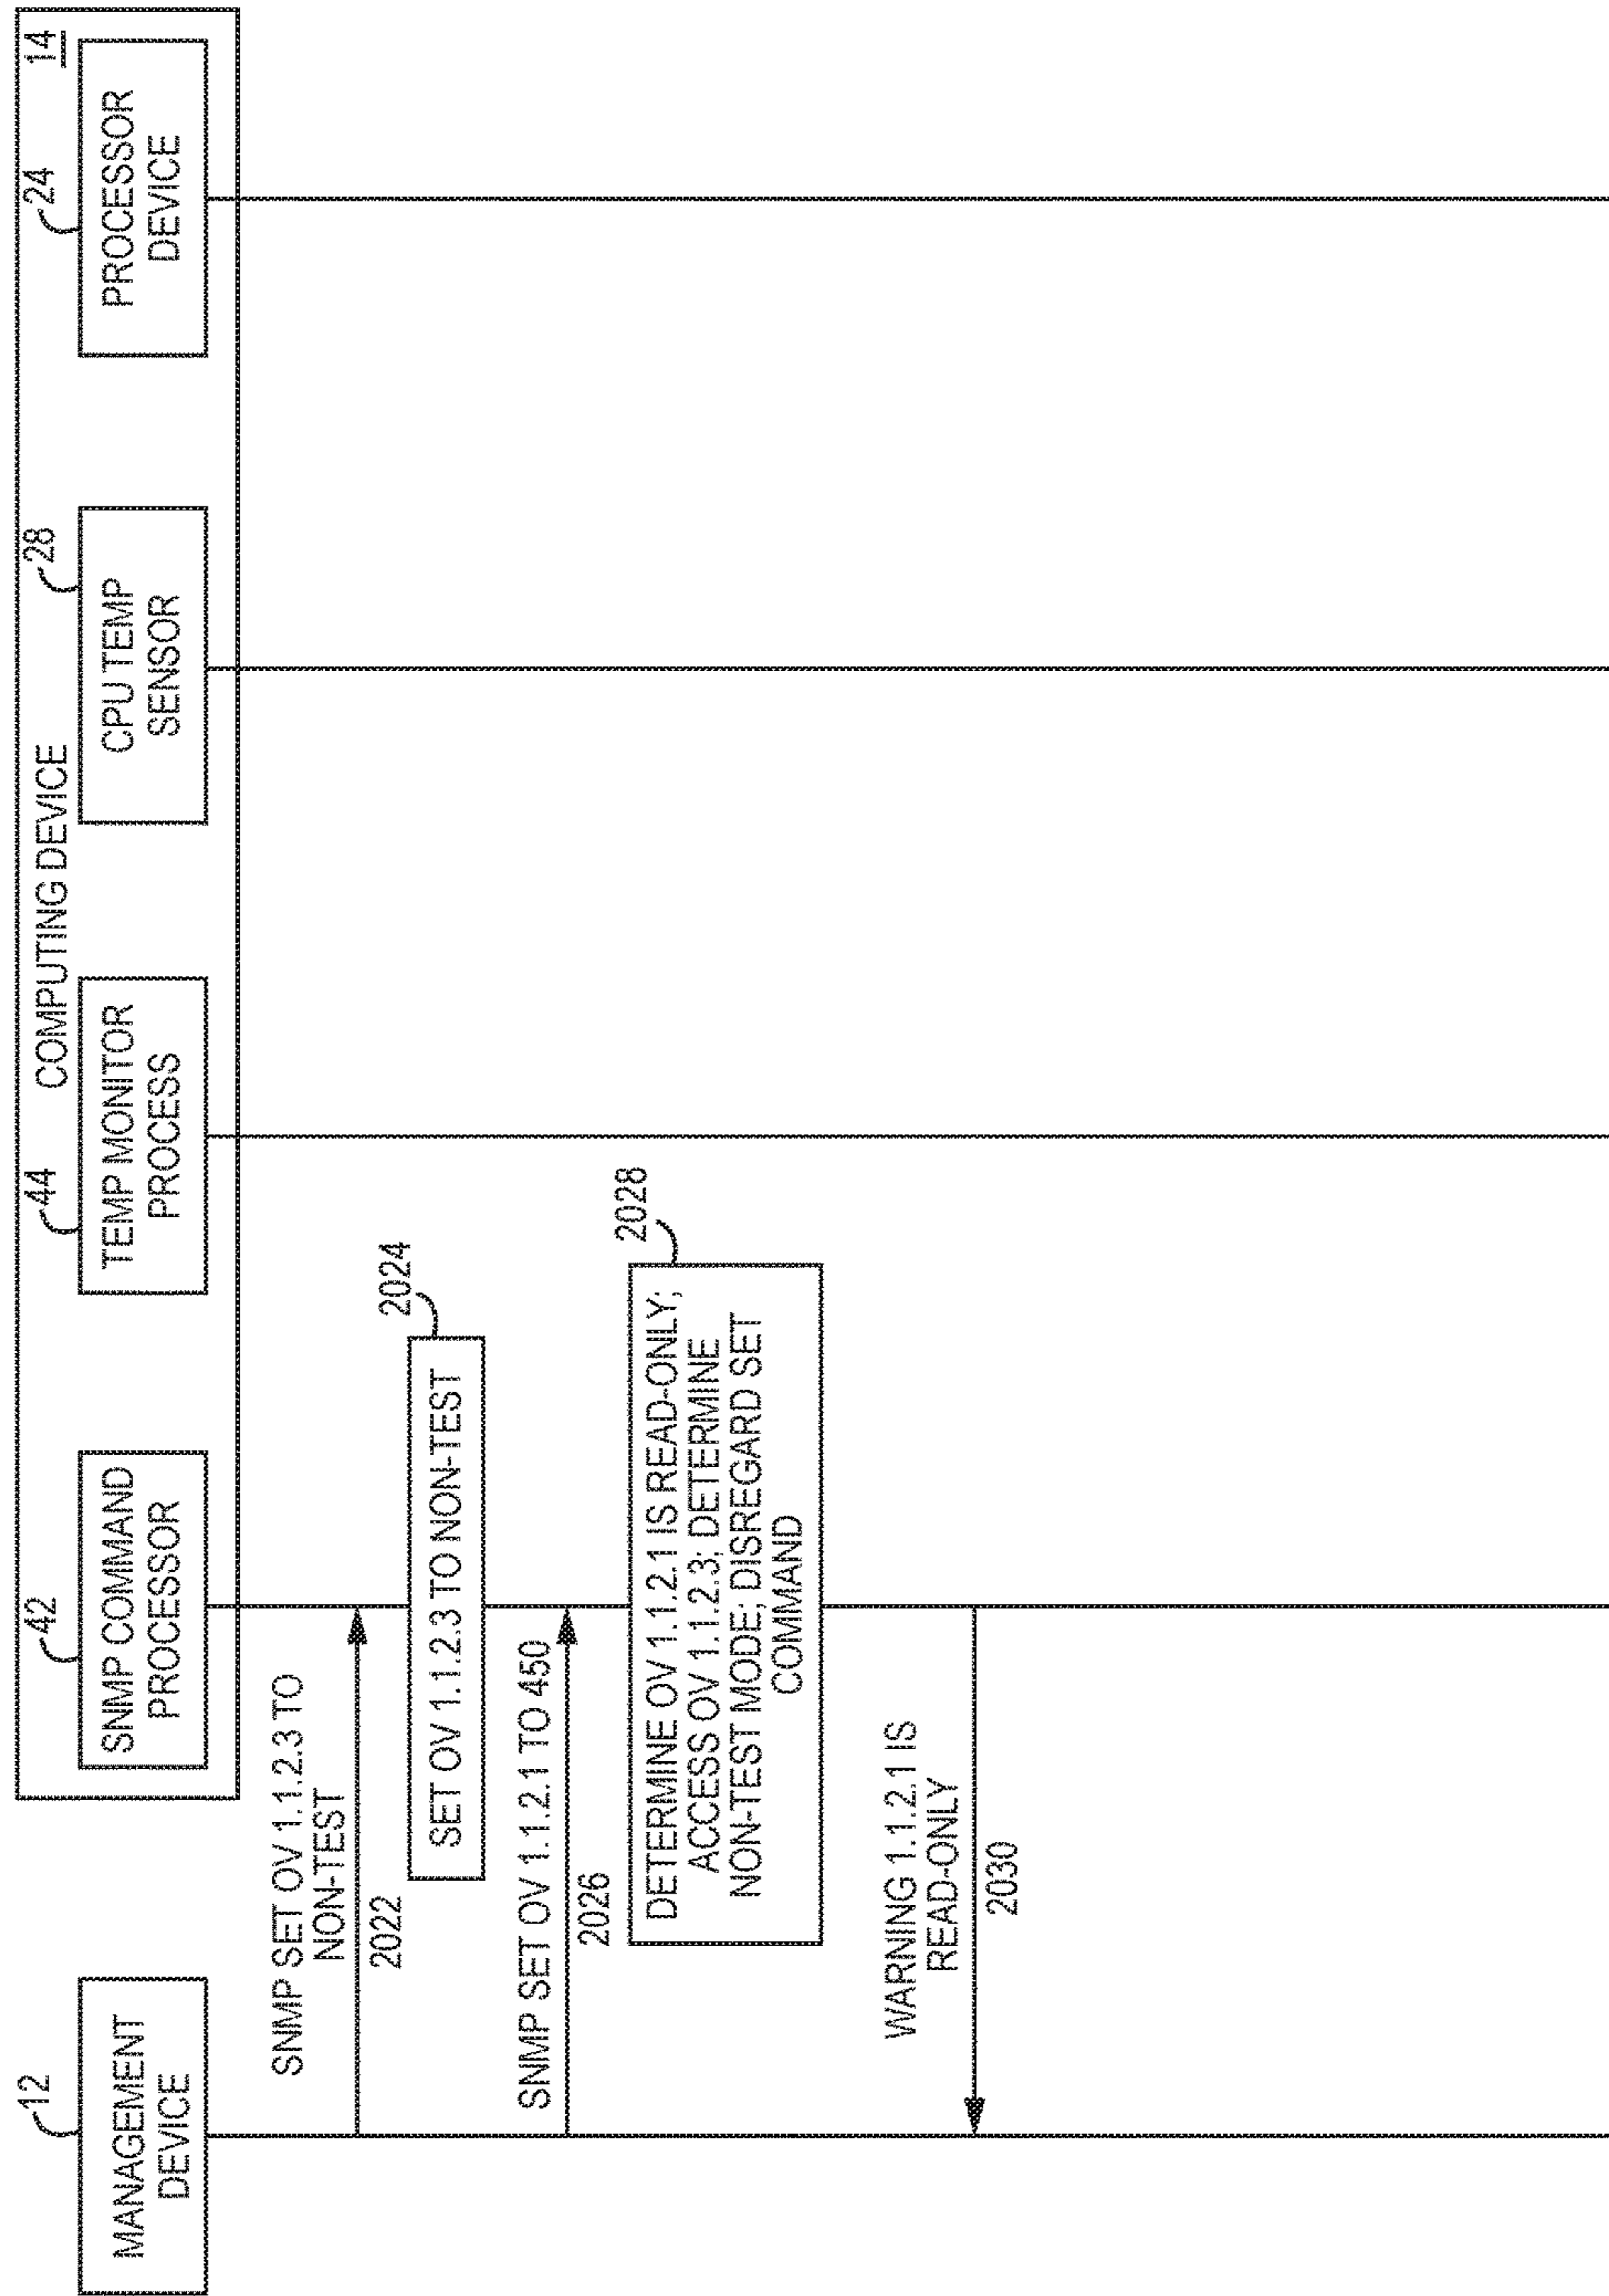 COMPUTING DEVICE
14
12
42
44
28
24
MANAGEMENT
DEVICE
SNMP COMMAND
PROCESSOR
TEMP MONITOR
PROCESS
CPU TEMP
SENSOR
PROCESSOR
DEVICE
SNMP SET OV 1.1.2.3 TO
NON-TEST
2022
2024
SET OV 1.1.2.3 TO NON-TEST
SNMP SET OV 1.1.2.1 TO 450
2026
2028
DETERMINE OV 1.1.2.1 IS READ-ONLY;
ACCESS OV 1.1.2.3; DETERMINE
NON-TEST MODE; DISREGARD SET
COMMAND
WARNING 1.1.2.1 IS
READ-ONLY
2030